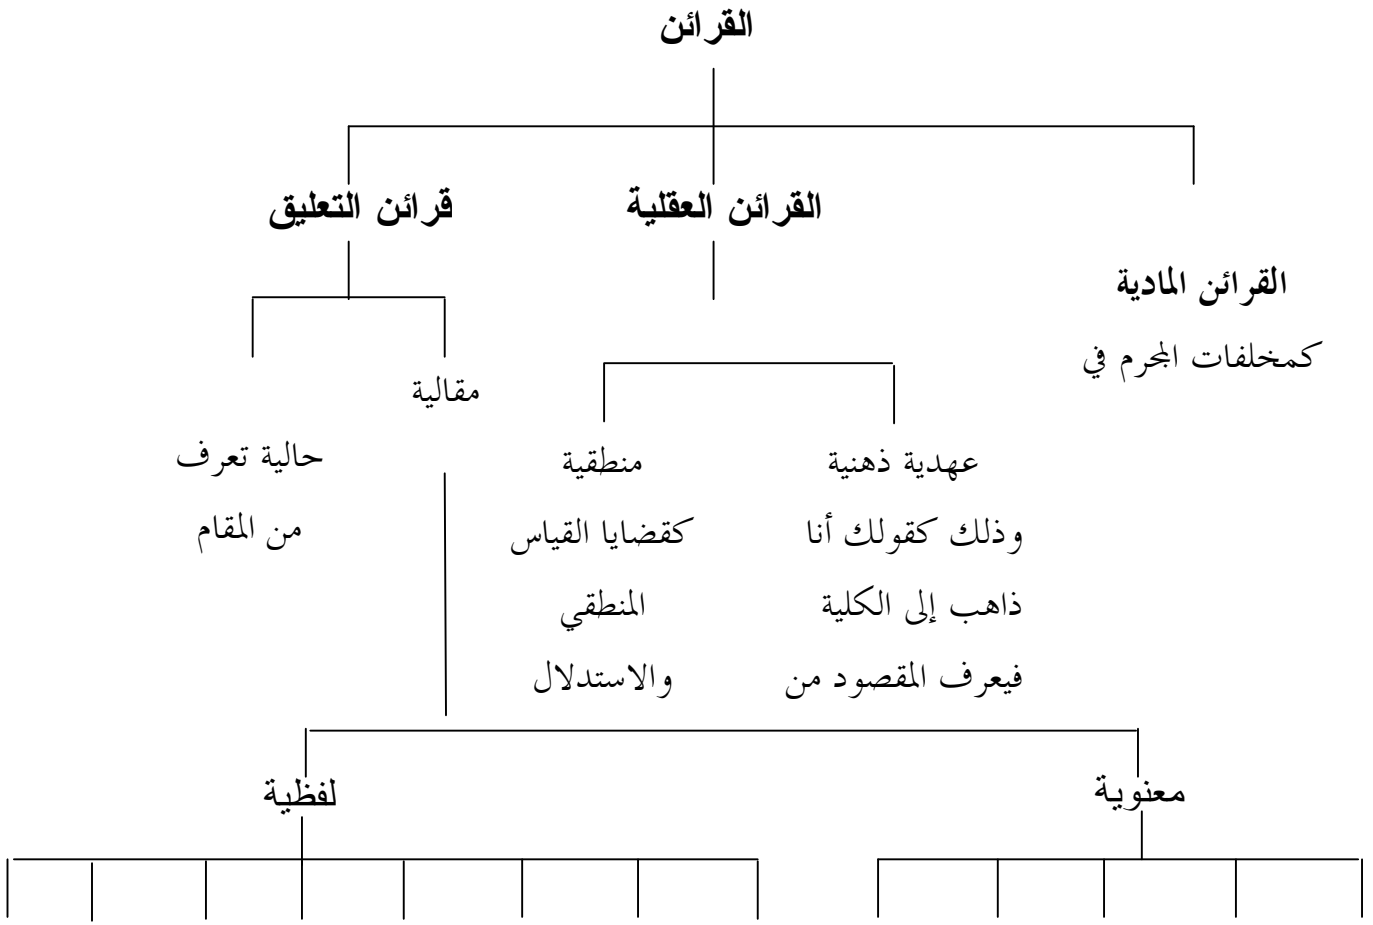 القرائن
القرائن المادية
كمخلفات المجرم في
القرائن العقلية
عهدية ذهنية
وذلك كقولك أنا
ذاهب إلى الكلية
فيعرف المقصود من
منطقية
كقضايا القياس
المنطقي
والاستدلال
قرائن التعليق
مقالية
حالية تعرف
من المقام
معنوية
لفظية